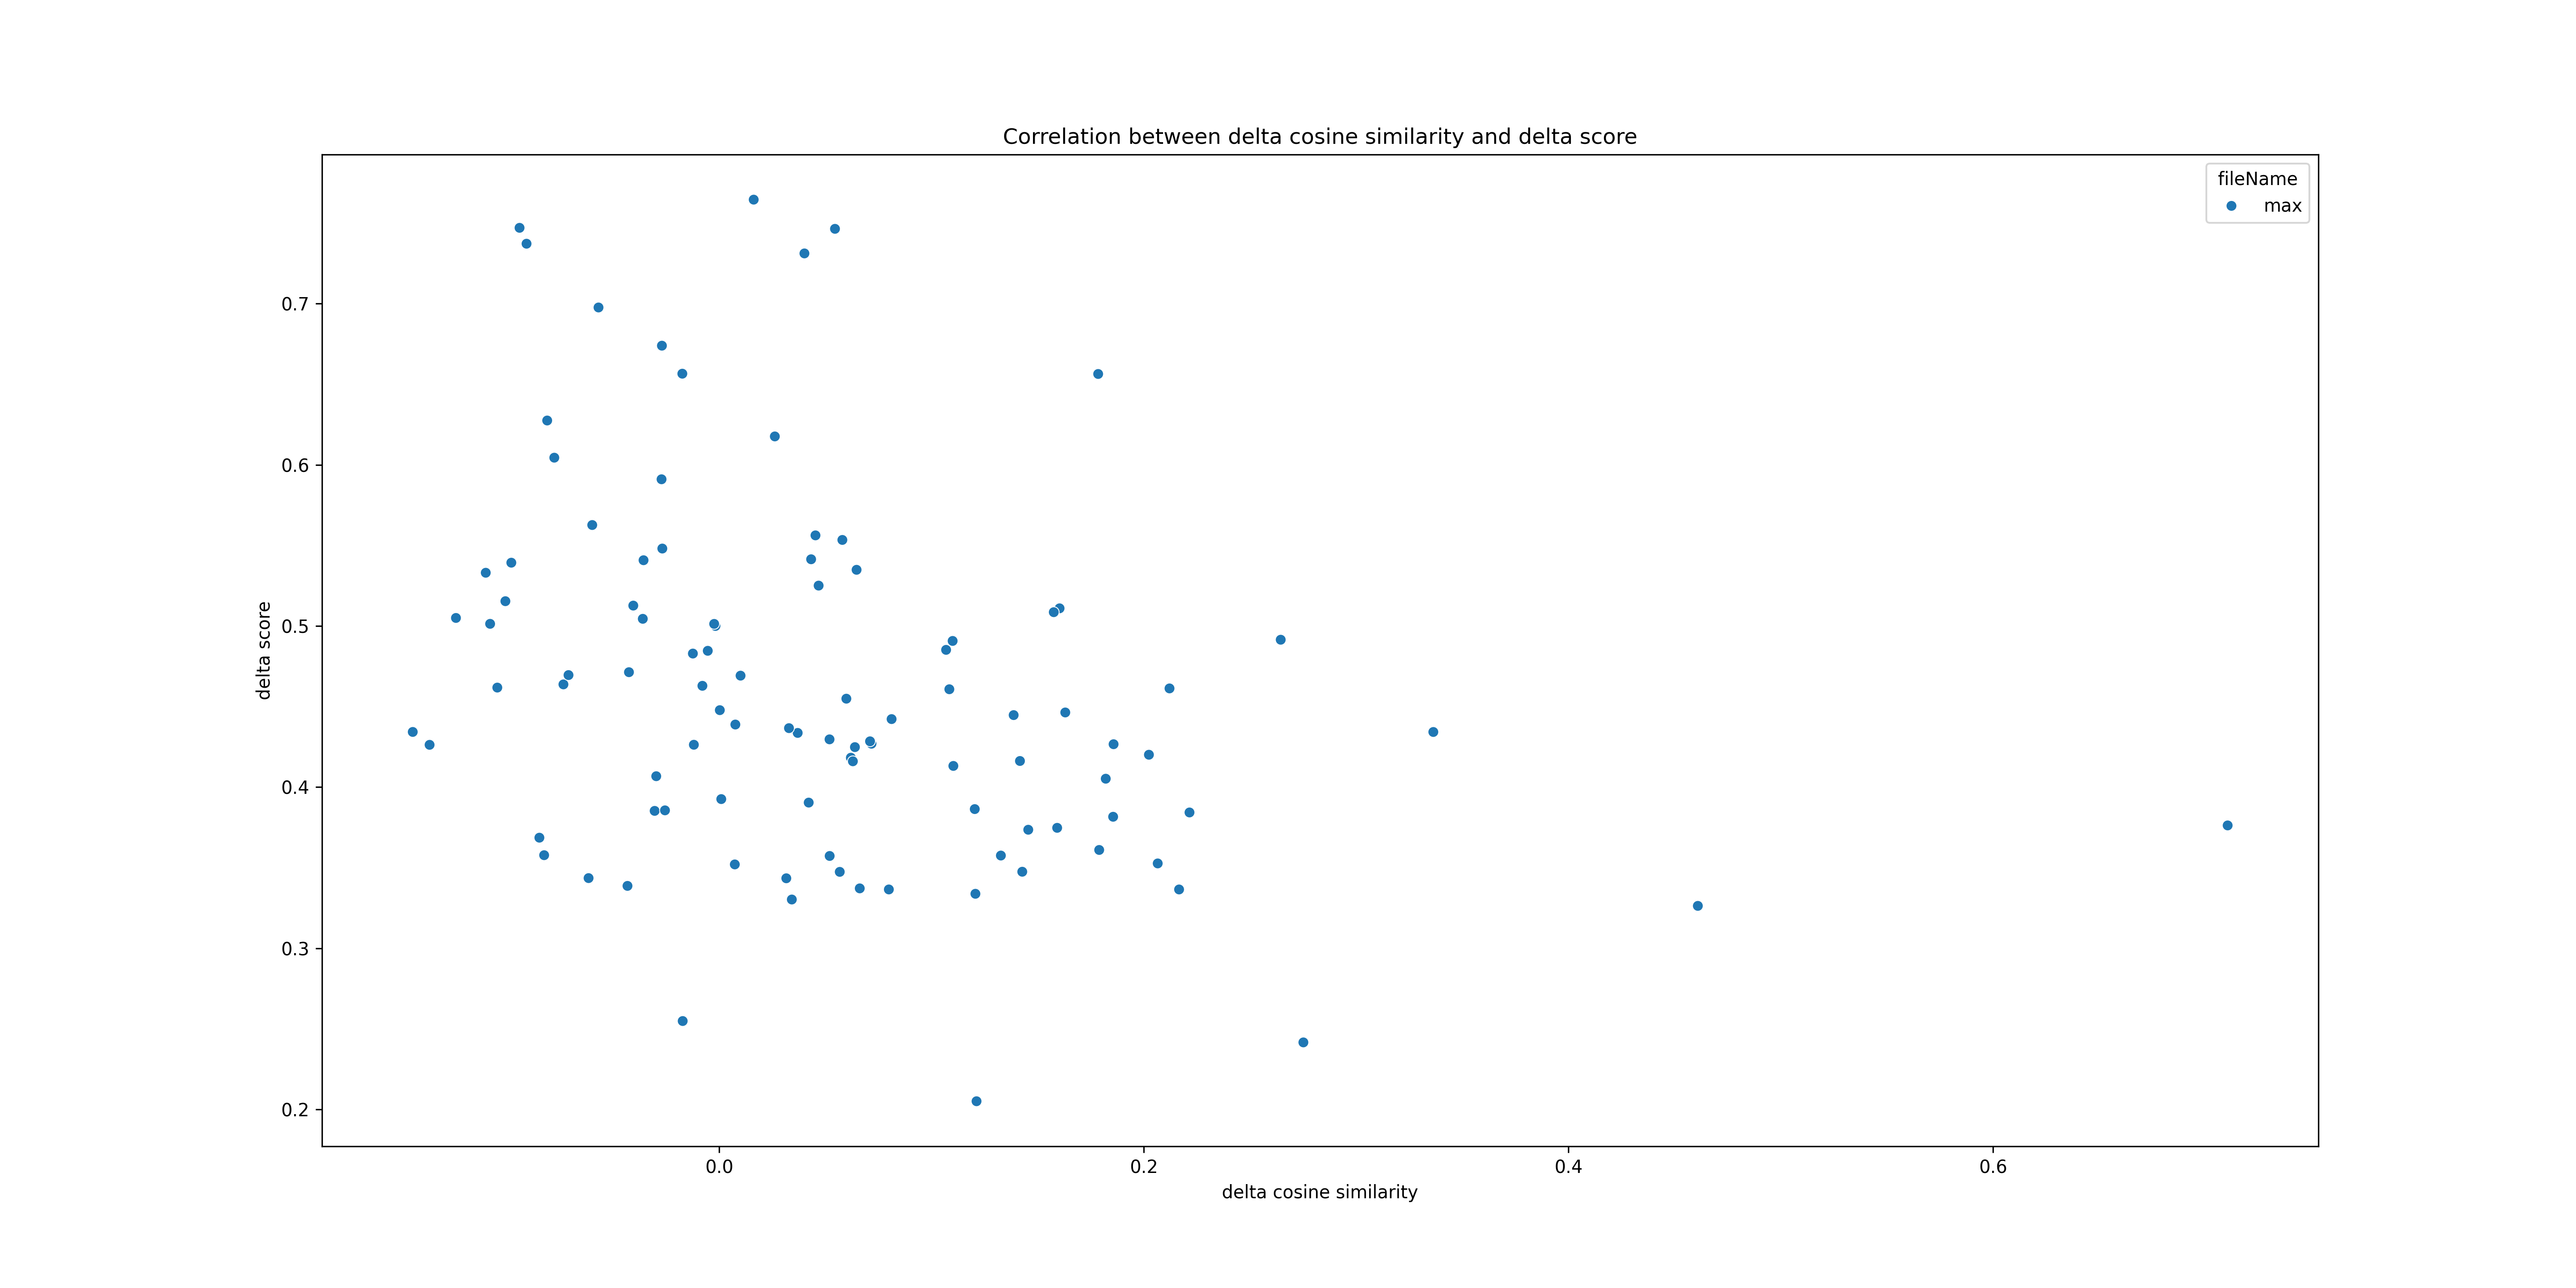 Correlation between delta cosine similarity and delta score
fileName
max
0.7
0.6
0.5
0.4
0.3
0.2
delta score
0.0
0.2
0.4
0.6
delta cosine similarity